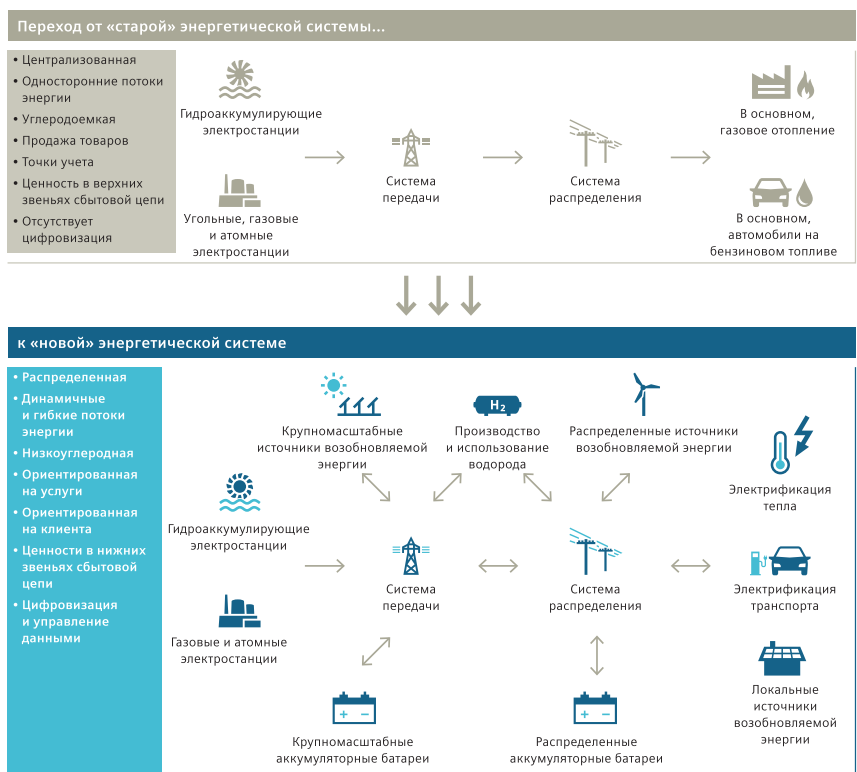 Переход от «старой» энергетической системы...
• Централизованная
• Односторонние потоки
энергии
• Углеродоемкая
• Продажа товаров
• Точки учета
• Ценность в верхних
звеньях сбытовой цепи
• Отсутствует
цифровизация
Гидроаккумулирующие
электростанции
Угольные, газовые
и атомные
электростанции
Система
передачи
Система
распределения
В основном,
газовое отопление
В основном,
автомобили на
бензиновом топливе
к «новой» энергетической системе
• Распределенная
• Динамичные
и гибкие потоки
энергии
• Низкоуглеродная
• Ориентированная
на услуги
• Ориентированная
на клиента
• Ценности в нижних
звеньях сбытовой
цепи
• Цифровизация
и управление
данными
Крупномасштабные
источники возобновляемой
энергии
H2
Производство
и использование
водорода
Распределенные источники
возобновляемой энергии
Электрификация
тепла
Гидроаккумулирующие
электростанции
Система
передачи
Система
распределения
Электрификация
транспорта
Газовые и атомные
электростанции
Локальные
источники
возобновляемой
энергии
+ −
Крупномасштабные
аккумуляторные батареи
+ −
Распределенные
аккумуляторные батареи